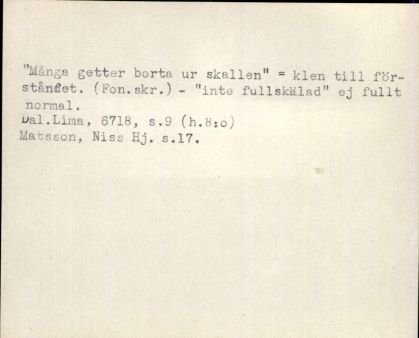 "Många getter borta ur skallen" = klen till för-
ståndet. (Fon.skr.) - "inte fullskälad" ej fullt
normal.
Dal.Lima, 6718, s.9 (h.8:o)
Matsson, Niss Hj. s.17.